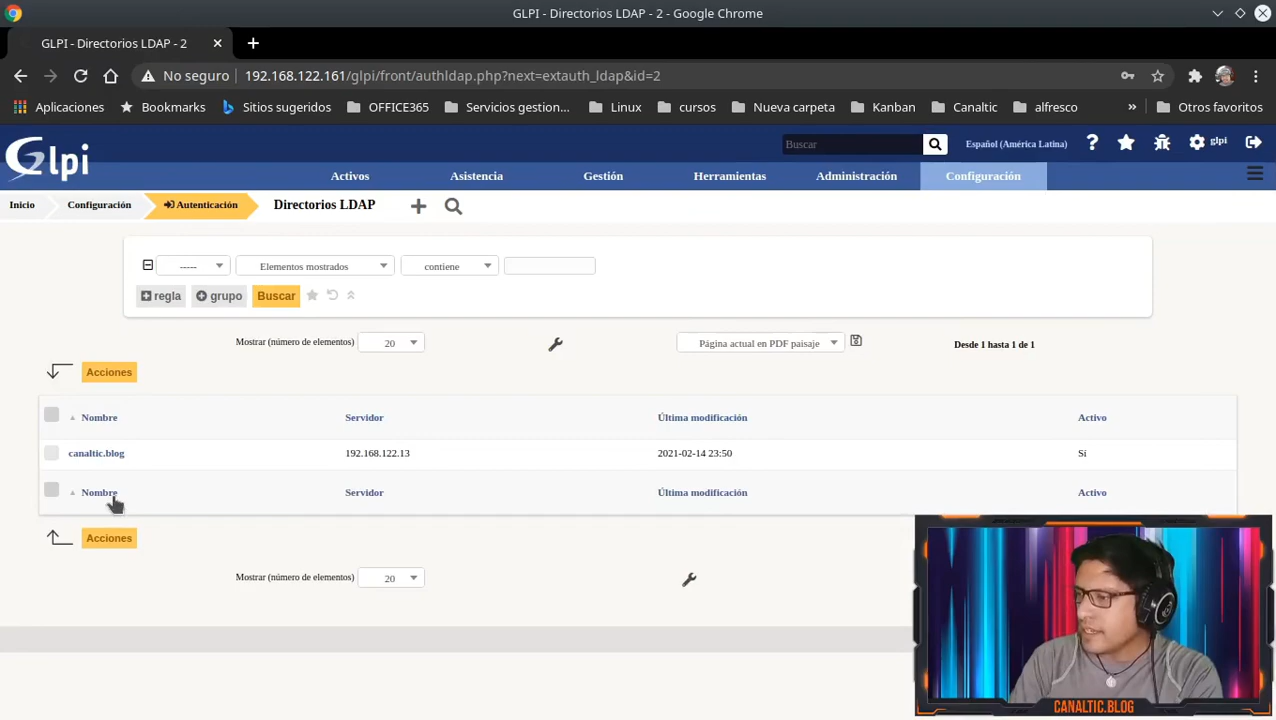 GLPI - Directorios LDAP - 2 - Google Chrome
GLPI - Directorios LDAP - 2
No seguro 192.168.122.161/glpi/front/authldap.php?next=extauth_ldap&id=2
Aplicaciones Bookmarks Sitios sugeridos OFFICE365 Servicios gestion... Linux cursos Nueva carpeta Kanban Canaltic alfresco » Otros favoritos
Glpi Buscar Español (América Latina) ? glpi
Activos Asistencia Gestión Herramientas Administración Configuración
Inicio Configuración Autenticación Directorios LDAP
----- Elementos mostrados contiene
regla grupo Buscar
Mostrar (número de elementos) 20 Página actual en PDF paisaje Desde 1 hasta 1 de 1
Acciones
Nombre Servidor Última modificación Activo
canaltic.blog 192.168.122.13 2021-02-14 23:50 Sí
Nombre Servidor Última modificación Activo
Acciones
Mostrar (número de elementos) 20
CANALTIC.BLOG